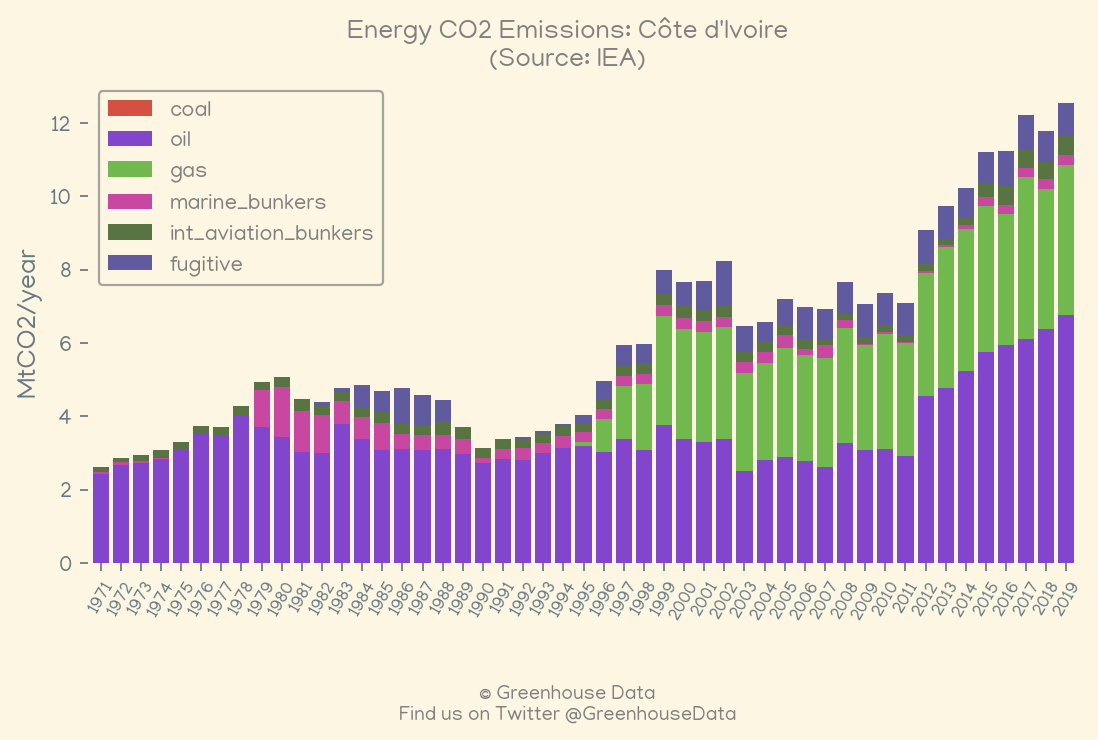 Energy CO2 Emissions: Côte d'Ivoire
(Source: IEA)
coal
oil
gas
marine_bunkers
int_aviation_bunkers
fugitive
MtCO2/year
12
10
8
6
4
2
0
1971 1972 1973 1974 1975 1976 1977 1978 1979 1980 1981 1982 1983 1984 1985 1986 1987 1988 1989 1990 1991 1992 1993 1994 1995 1996 1997 1998 1999 2000 2001 2002 2003 2004 2005 2006 2007 2008 2009 2010 2011 2012 2013 2014 2015 2016 2017 2018 2019
© Greenhouse Data
Find us on Twitter @GreenhouseData